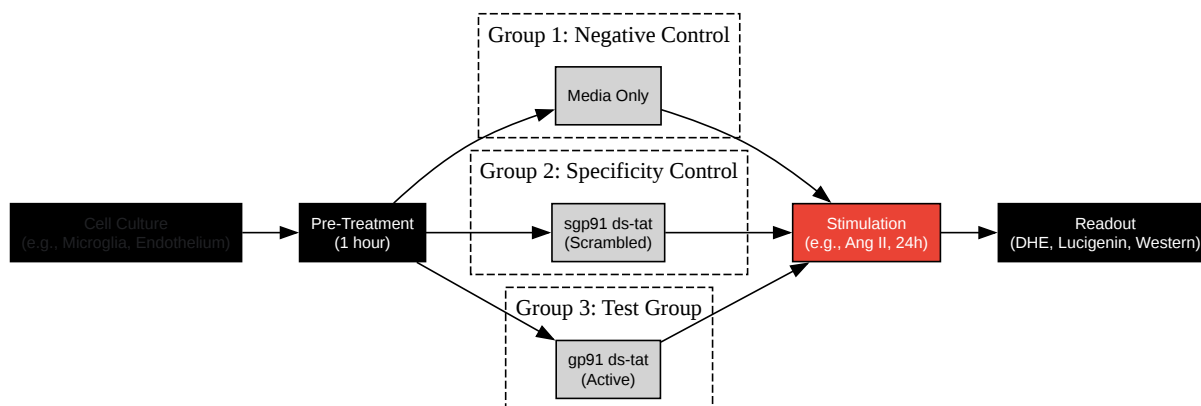 Group 1: Negative Control
Media Only
Group 2: Specificity Control
Cell Culture
(e.g., Microglia, Endothelium)
Pre-Treatment
(1 hour)
sgp91 ds-tat
(Scrambled)
Stimulation
(e.g., Ang II, 24h)
Readout
(DHE, Lucigenin, Western)
Group 3: Test Group
gp91 ds-tat
(Active)